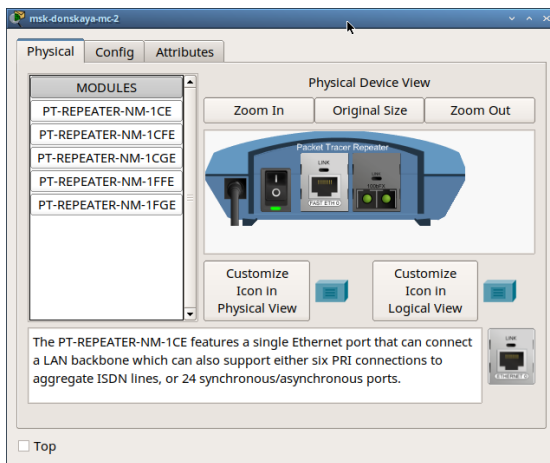 msk-donskaya-mc-2
Physical Config Attributes
MODULES
PT-REPEATER-NM-1CE
PT-REPEATER-NM-1CFE
PT-REPEATER-NM-1CGE
PT-REPEATER-NM-1FFE
PT-REPEATER-NM-1FGE
Physical Device View
Zoom In Original Size Zoom Out
Packet Tracer Repeater
LINK
LINK
100FX
FAST ETH 0
Customize
Icon in
Physical View
Customize
Icon in
Logical View
The PT-REPEATER-NM-1CE features a single Ethernet port that can connect
a LAN backbone which can also support either six PRI connections to
aggregate ISDN lines, or 24 synchronous/asynchronous ports.
LINK
ETHERNET 0
Top